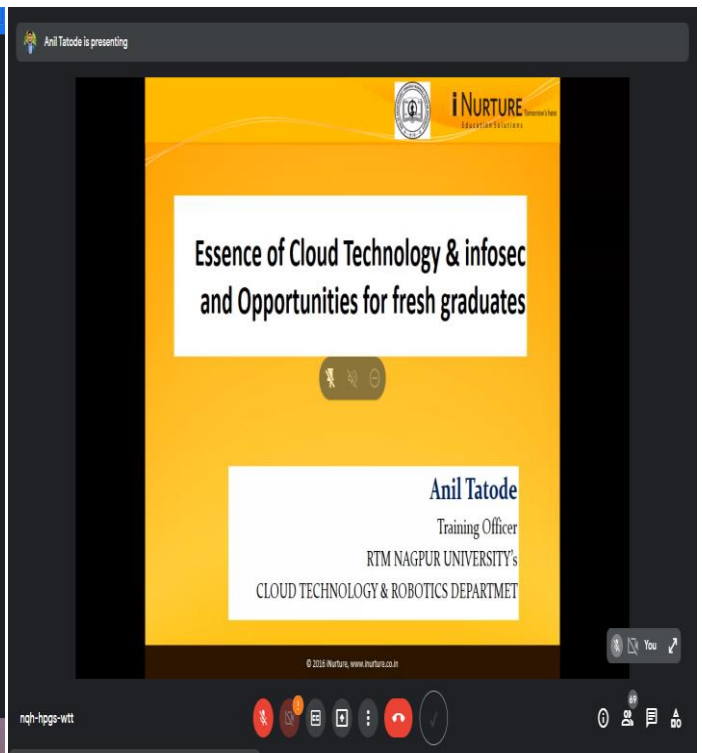 Anil Tatode is presenting
iNURTURE Tomorrow's here
Education Solutions
Essence of Cloud Technology & infosec
and Opportunities for fresh graduates
Anil Tatode
Training Officer
RTM NAGPUR UNIVERSITY's
CLOUD TECHNOLOGY & ROBOTICS DEPARTMET
You
© 2016 iNurture, www.inurture.co.in
69
nqh-hpgs-wtt